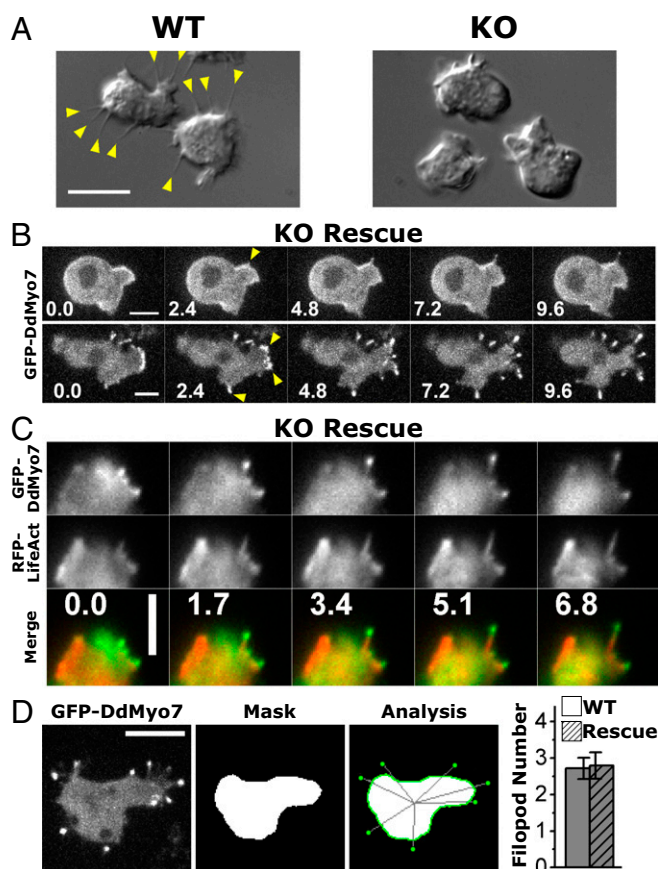 A
WT
KO
B
KO Rescue
GFP-DdMyo7
0.0
2.4
4.8
7.2
9.6
0.0
2.4
4.8
7.2
9.6
C
KO Rescue
GFP-
DdMyo7
RFP-
LifeAct
Merge
0.0
1.7
3.4
5.1
6.8
D
GFP-DdMyo7
Mask
Analysis
Filopod Number
4
3
2
1
0
WT
Rescue